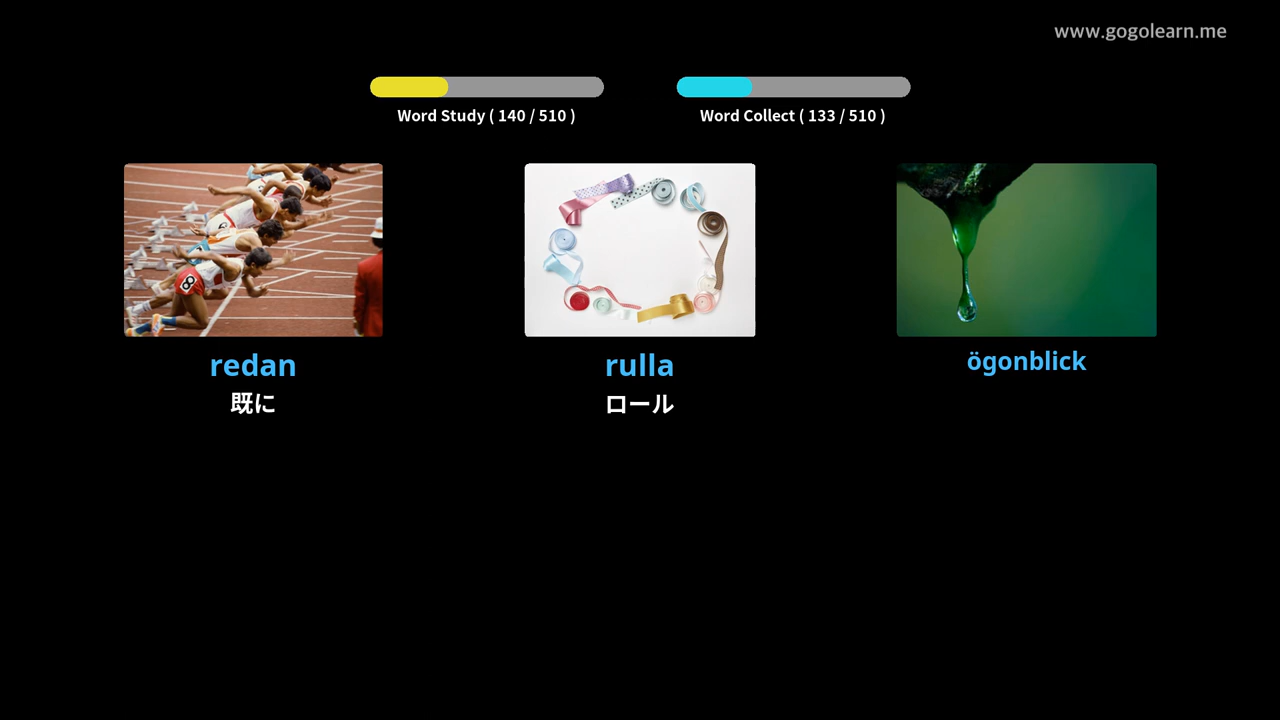 www.gogolearn.me
Word Study ( 140 / 510 )
Word Collect ( 133 / 510 )
8
redan
既に
rulla
ロール
ögonblick